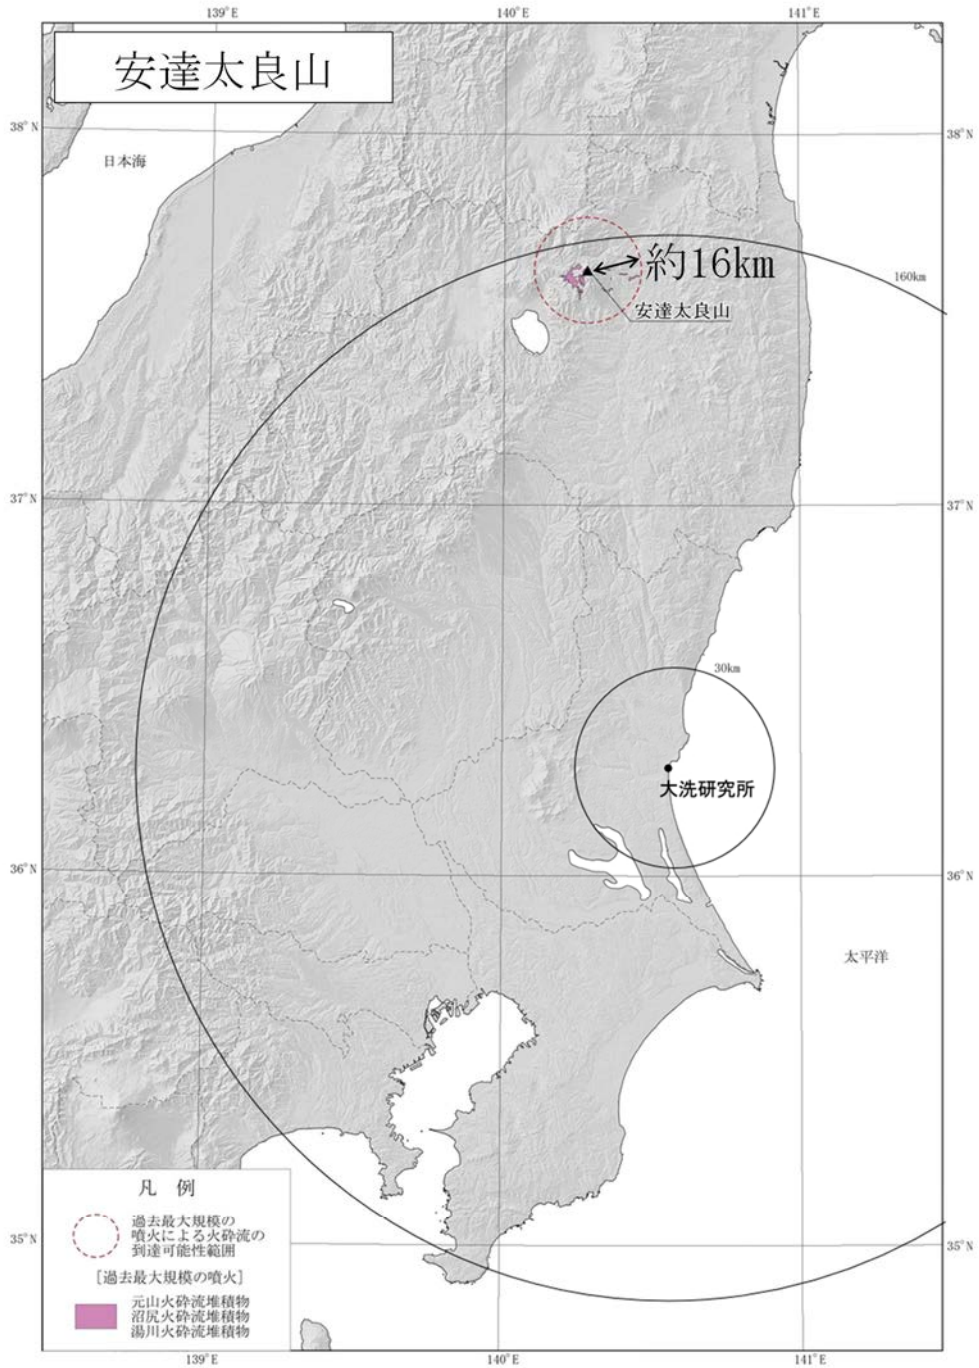 139°E
140°E
141°E
安達太良山
38°N
38°N
日本海
約16km
160km
安達太良山
37°N
37°N
30km
大洗研究所
36°N
36°N
太平洋
凡 例
過去最大規模の
噴火による火砕流の
到達可能性範囲
[過去最大規模の噴火]
元山火砕流堆積物
沼尻火砕流堆積物
湯川火砕流堆積物
35°N
35°N
139°E
140°E
141°E